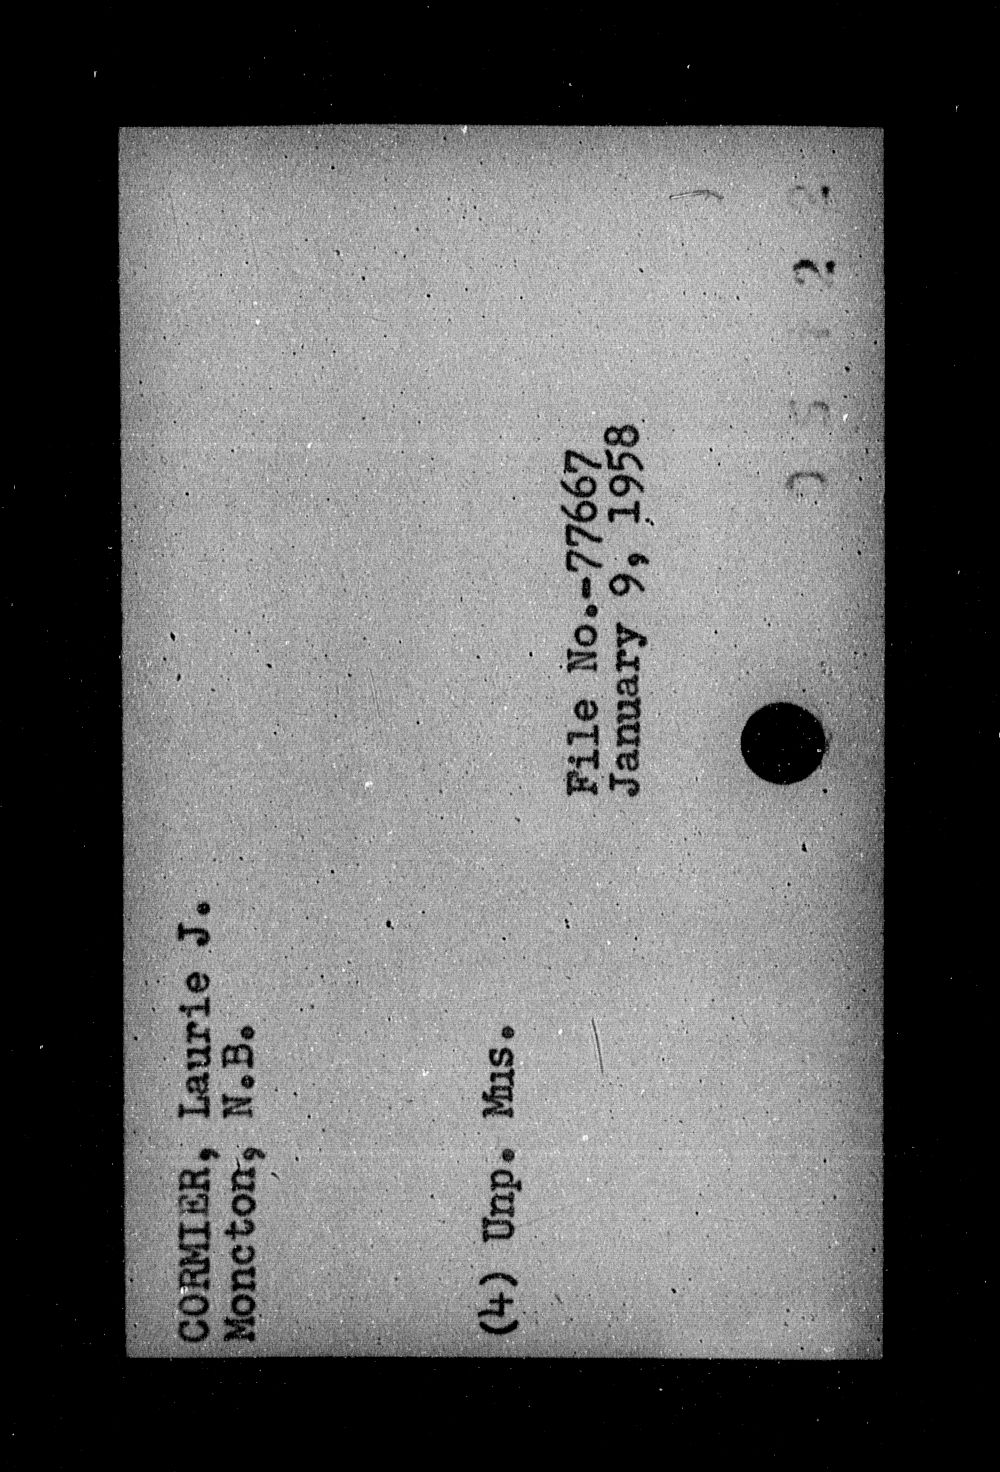 CORMIER, Laurie J.
Moncton, N.B.
(4) Unp. Mus.
File No.-77667
January 9, 1958